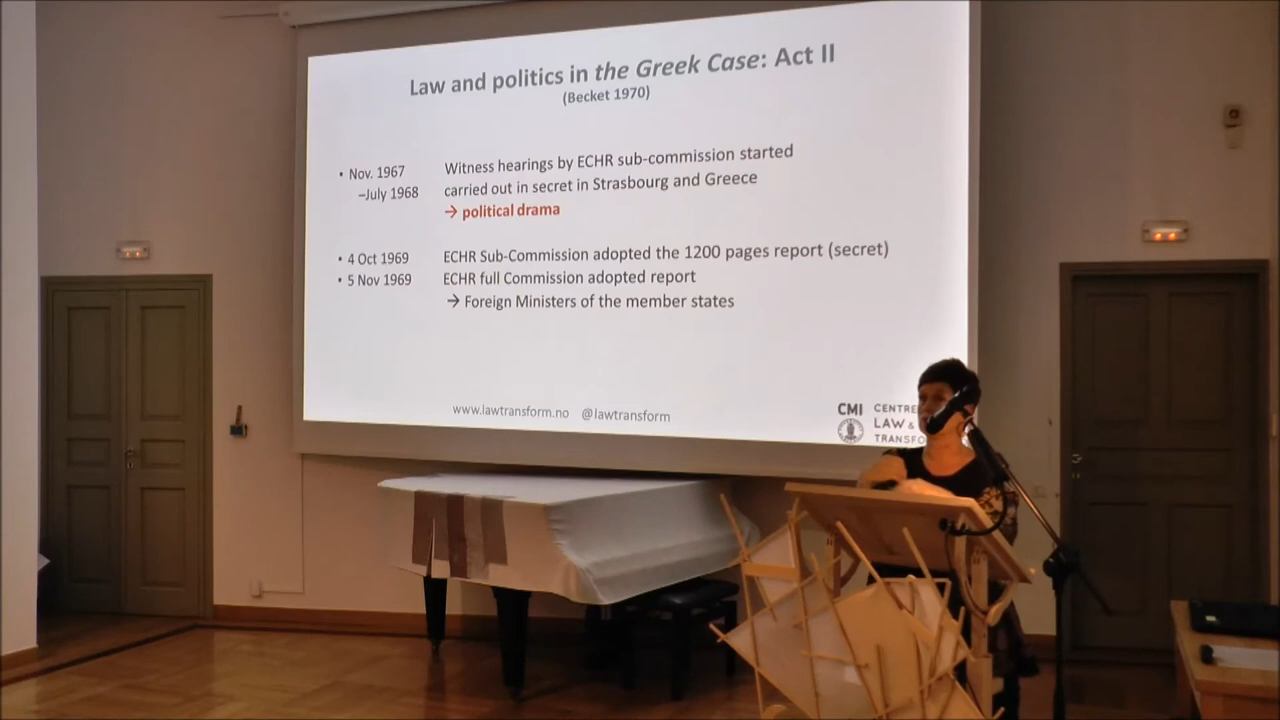 Law and politics in the Greek Case: Act II
(Becket 1970)
• Nov. 1967 Witness hearings by ECHR sub-commission started
–July 1968 carried out in secret in Strasbourg and Greece
→ political drama
• 4 Oct 1969 ECHR Sub-Commission adopted the 1200 pages report (secret)
• 5 Nov 1969 ECHR full Commission adopted report
→ Foreign Ministers of the member states
www.lawtransform.no @lawtransform
CMI CENTRE
LAW &
TRANSFO